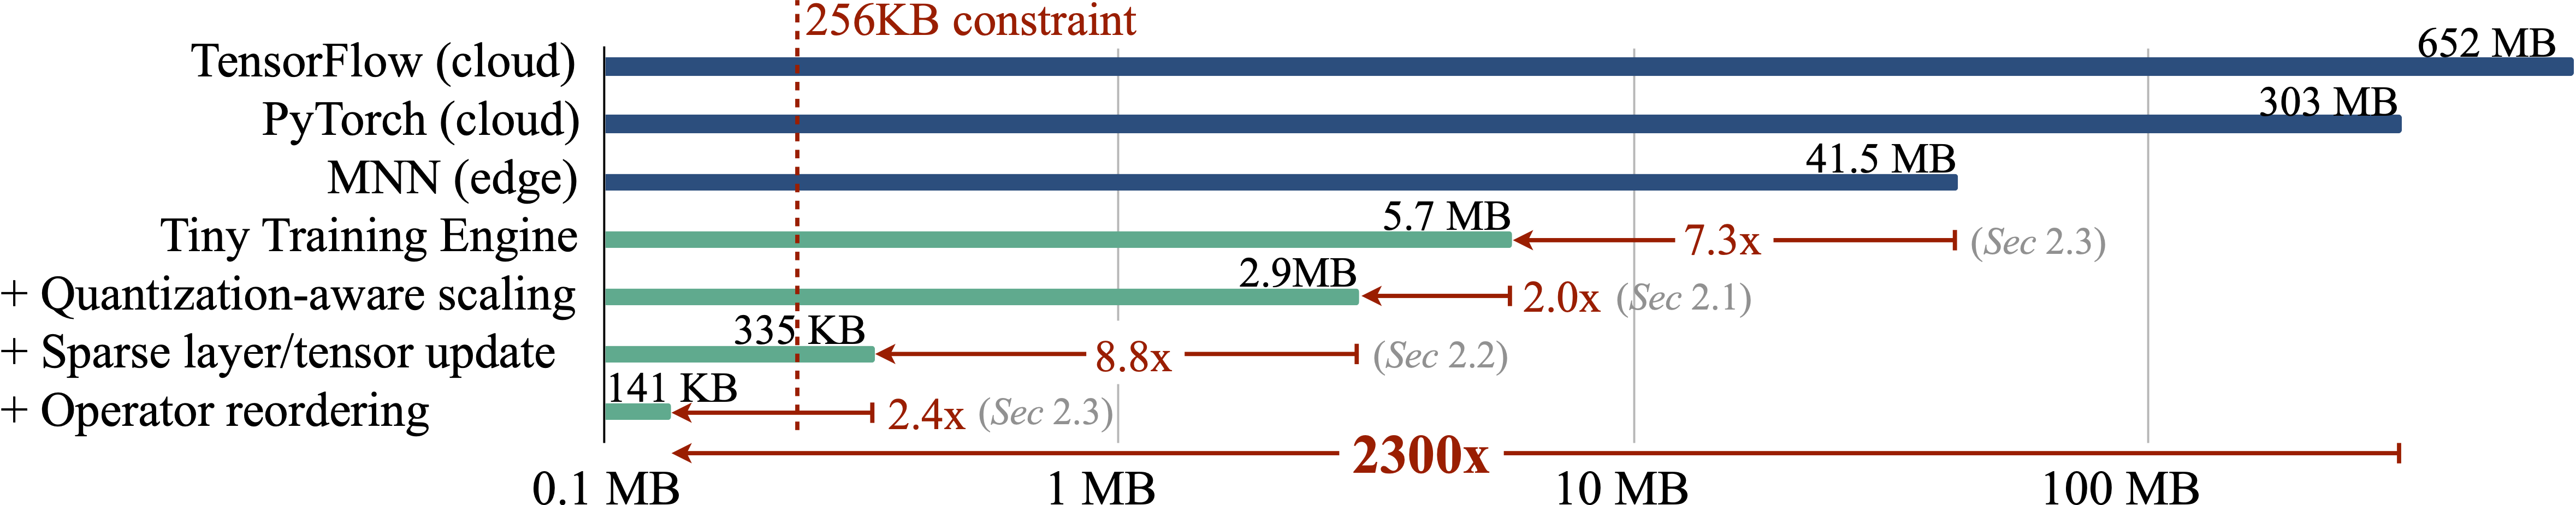 256KB constraint
TensorFlow (cloud) 652 MB
PyTorch (cloud) 303 MB
MNN (edge) 41.5 MB
Tiny Training Engine 5.7 MB 7.3x (Sec 2.3)
+ Quantization-aware scaling 2.9MB 2.0x (Sec 2.1)
+ Sparse layer/tensor update 335 KB 8.8x (Sec 2.2)
+ Operator reordering 141 KB 2.4x (Sec 2.3)
2300x
0.1 MB 1 MB 10 MB 100 MB